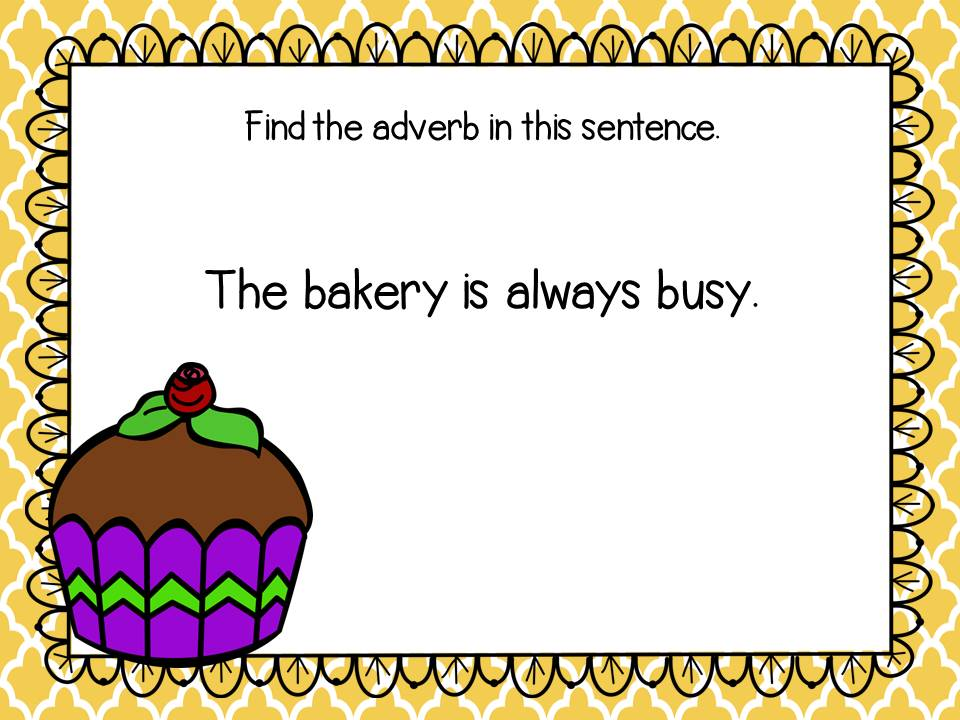 Find the adverb in this sentence.
The bakery is always busy.